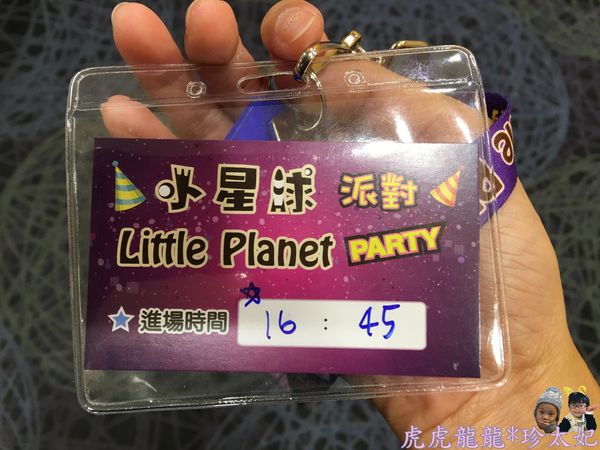 小星球 派對
Little Planet PARTY
進場時間 16 : 45
虎虎龍龍*珍太妃